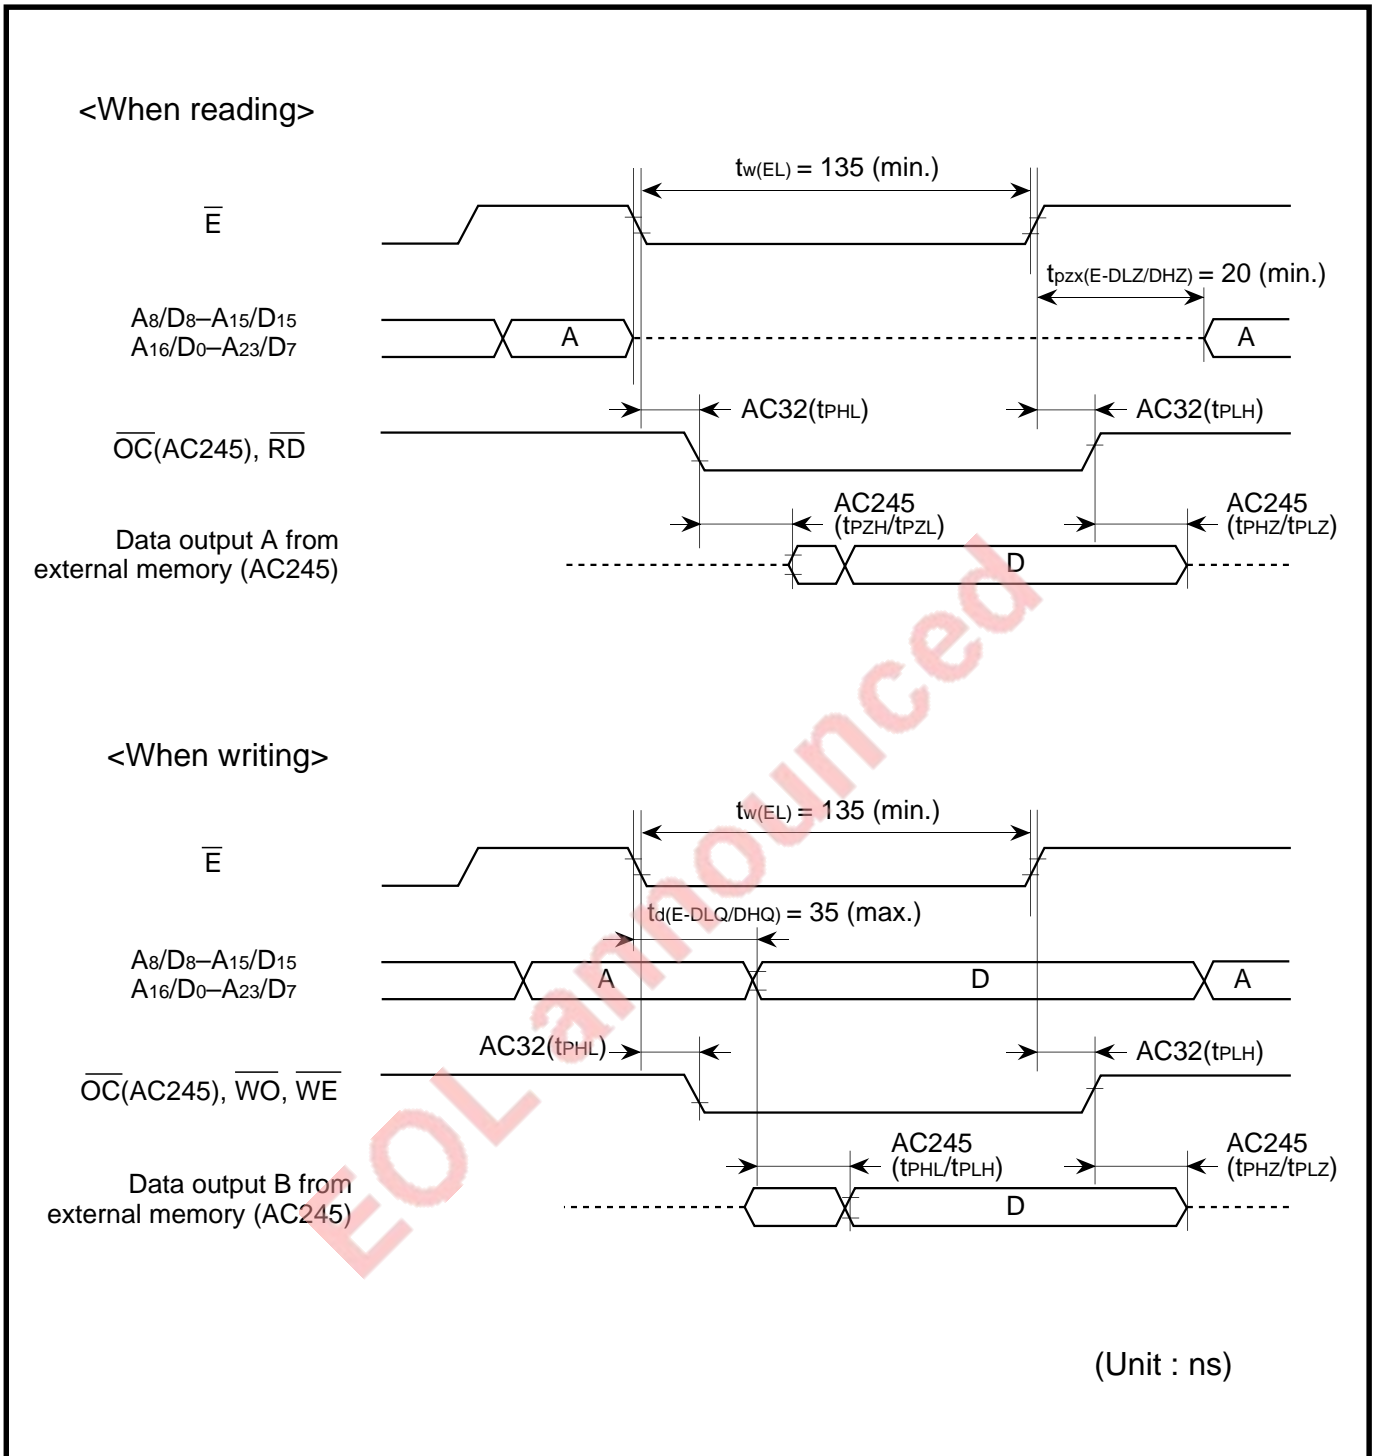 <When reading>
tw(EL) = 135 (min.)
E
tpzx(E-DLZ/DHZ) = 20 (min.)
A8/D8–A15/D15
A16/D0–A23/D7
A
A
AC32(tPHL)
AC32(tPLH)
OC(AC245), RD
AC245
(tPZH/tPZL)
AC245
(tPHZ/tPLZ)
Data output A from
external memory (AC245)
D
<When writing>
tw(EL) = 135 (min.)
E
td(E-DLQ/DHQ) = 35 (max.)
A8/D8–A15/D15
A16/D0–A23/D7
A
D
A
AC32(tPHL)
AC32(tPLH)
OC(AC245), WO, WE
AC245
(tPHL/tPLH)
AC245
(tPHZ/tPLZ)
Data output B from
external memory (AC245)
D
EOL announced
(Unit : ns)